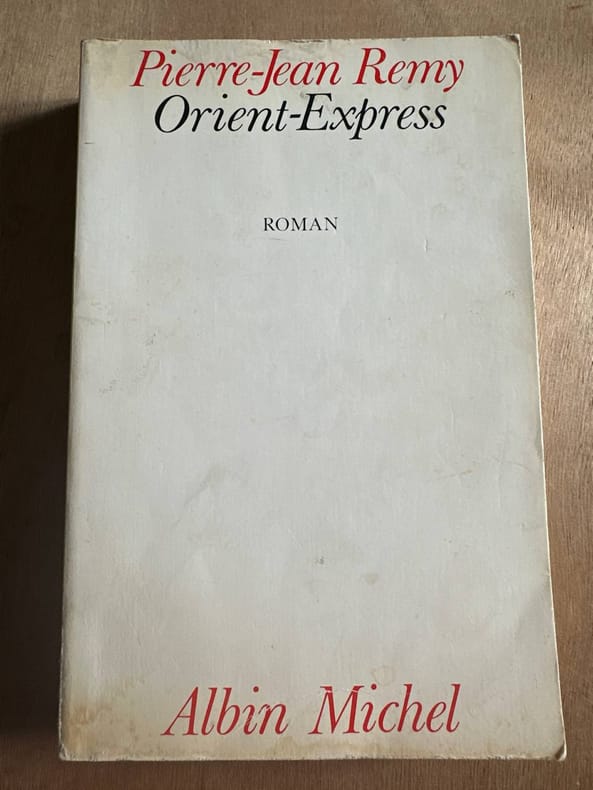 Pierre-Jean Remy
Orient-Express
ROMAN
Albin Michel